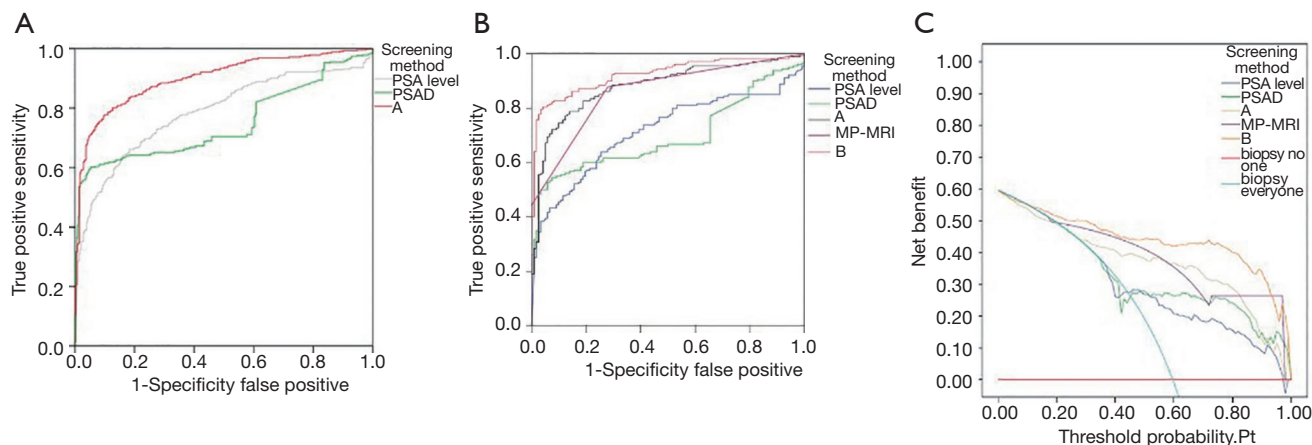 A
1.0
0.8
0.6
0.4
0.2
0.0
True positive sensitivity
0.0 0.2 0.4 0.6 0.8 1.0
1-Specificity false positive
Screening
method
PSA level
PSAD
A
B
1.0
0.8
0.6
0.4
0.2
0.0
True positive sensitivity
0.0 0.2 0.4 0.6 0.8 1.0
1-Specificity false positive
Screening
method
PSA level
PSAD
A
MP-MRI
B
C
1.00
0.90
0.80
0.70
0.60
0.50
0.40
0.30
0.20
0.10
0.00
Net benefit
0.00 0.20 0.40 0.60 0.80 1.00
Threshold probability.Pt
Screening
method
PSA level
PSAD
A
MP-MRI
B
biopsy no
one
biopsy
everyone